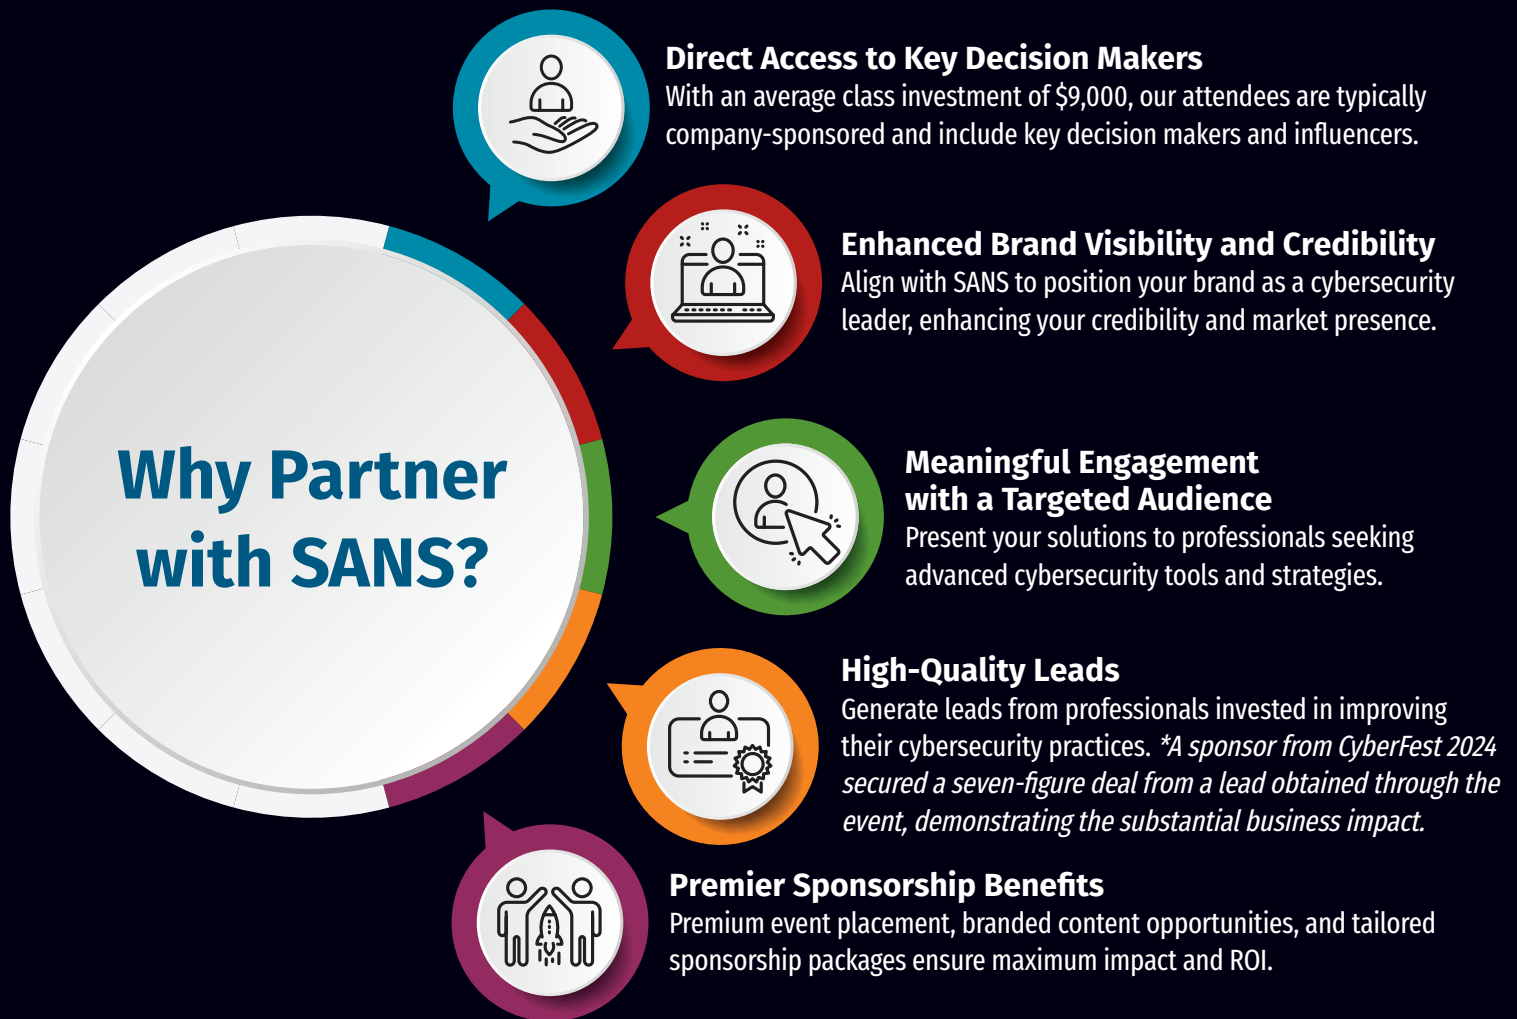 Why Partner
with SANS?
Direct Access to Key Decision Makers
With an average class investment of $9,000, our attendees are typically
company-sponsored and include key decision makers and influencers.
Enhanced Brand Visibility and Credibility
Align with SANS to position your brand as a cybersecurity
leader, enhancing your credibility and market presence.
Meaningful Engagement
with a Targeted Audience
Present your solutions to professionals seeking
advanced cybersecurity tools and strategies.
High-Quality Leads
Generate leads from professionals invested in improving
their cybersecurity practices. *A sponsor from CyberFest 2024
secured a seven-figure deal from a lead obtained through the
event, demonstrating the substantial business impact.
Premier Sponsorship Benefits
Premium event placement, branded content opportunities, and tailored
sponsorship packages ensure maximum impact and ROI.